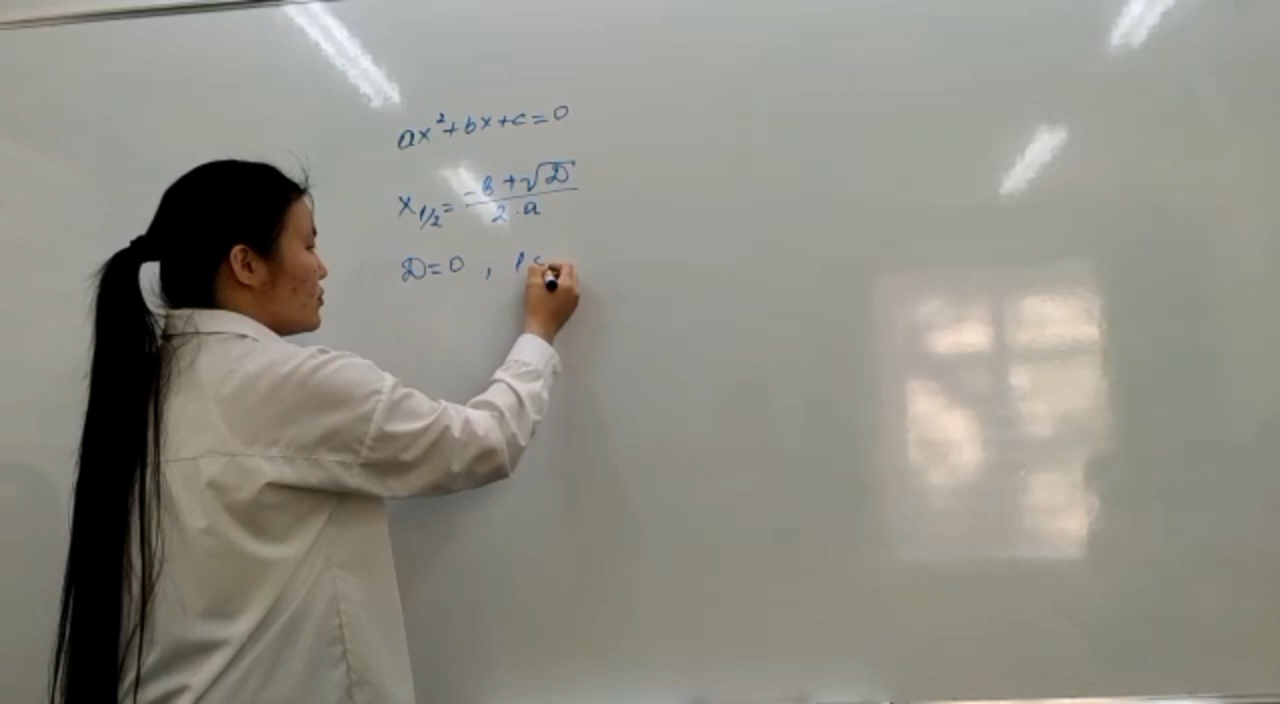 ax²+bx+c=0
x₁/₂=(-b+√D)/(2·a)
D=0 ,